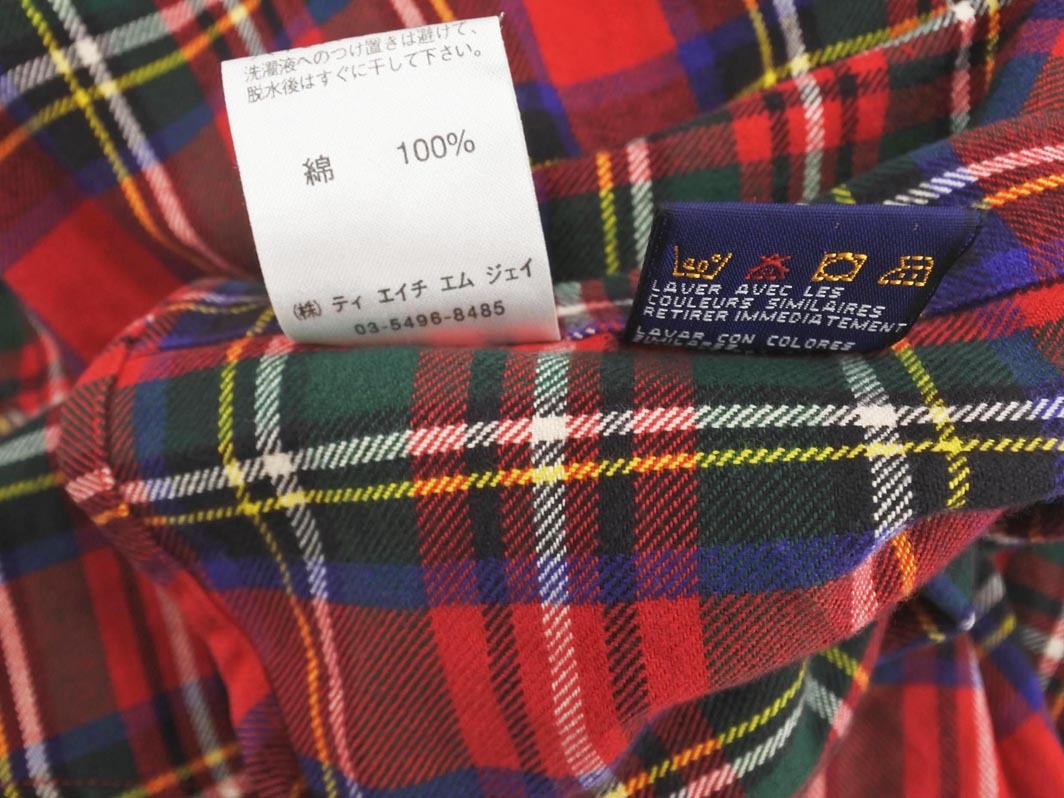 洗濯液へのつけ置きは避けて、
脱水後はすぐに干して下さい。
綿 100%
(株) ティ エイチ エム ジェイ
03-5496-8485
40°
LAVER AVEC LES
COULEURS SIMILAIRES
RETIRER IMMEDIATEMENT
LAVAR CON COLORES